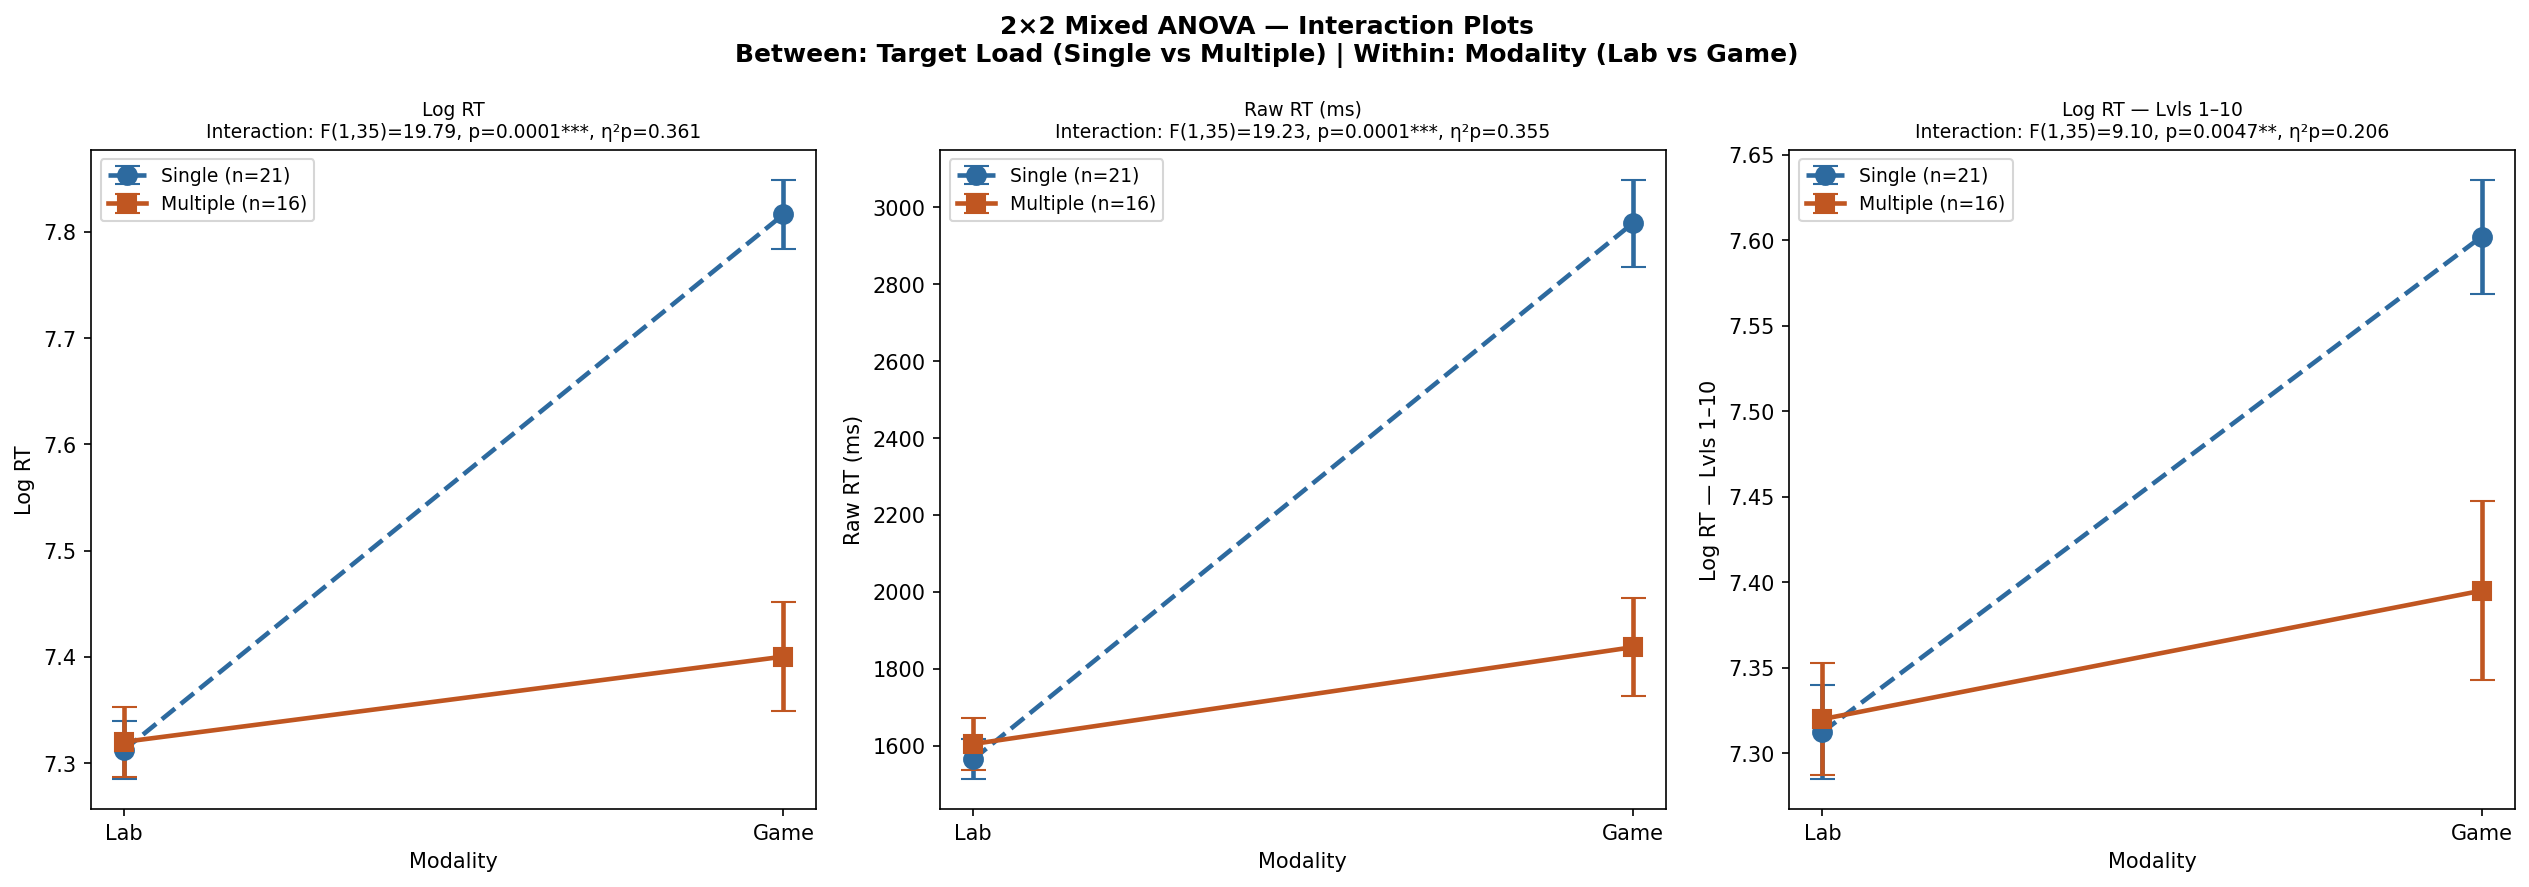 2×2 Mixed ANOVA — Interaction Plots
Between: Target Load (Single vs Multiple) | Within: Modality (Lab vs Game)
Log RT
Interaction: F(1,35)=19.79, p=0.0001***, η²p=0.361
Single (n=21)
Multiple (n=16)
Log RT
7.8
7.7
7.6
7.5
7.4
7.3
Lab
Game
Modality
Raw RT (ms)
Interaction: F(1,35)=19.23, p=0.0001***, η²p=0.355
Single (n=21)
Multiple (n=16)
Raw RT (ms)
3000
2800
2600
2400
2200
2000
1800
1600
Lab
Game
Modality
Log RT — Lvls 1–10
Interaction: F(1,35)=9.10, p=0.0047**, η²p=0.206
Single (n=21)
Multiple (n=16)
Log RT — Lvls 1–10
7.65
7.60
7.55
7.50
7.45
7.40
7.35
7.30
Lab
Game
Modality